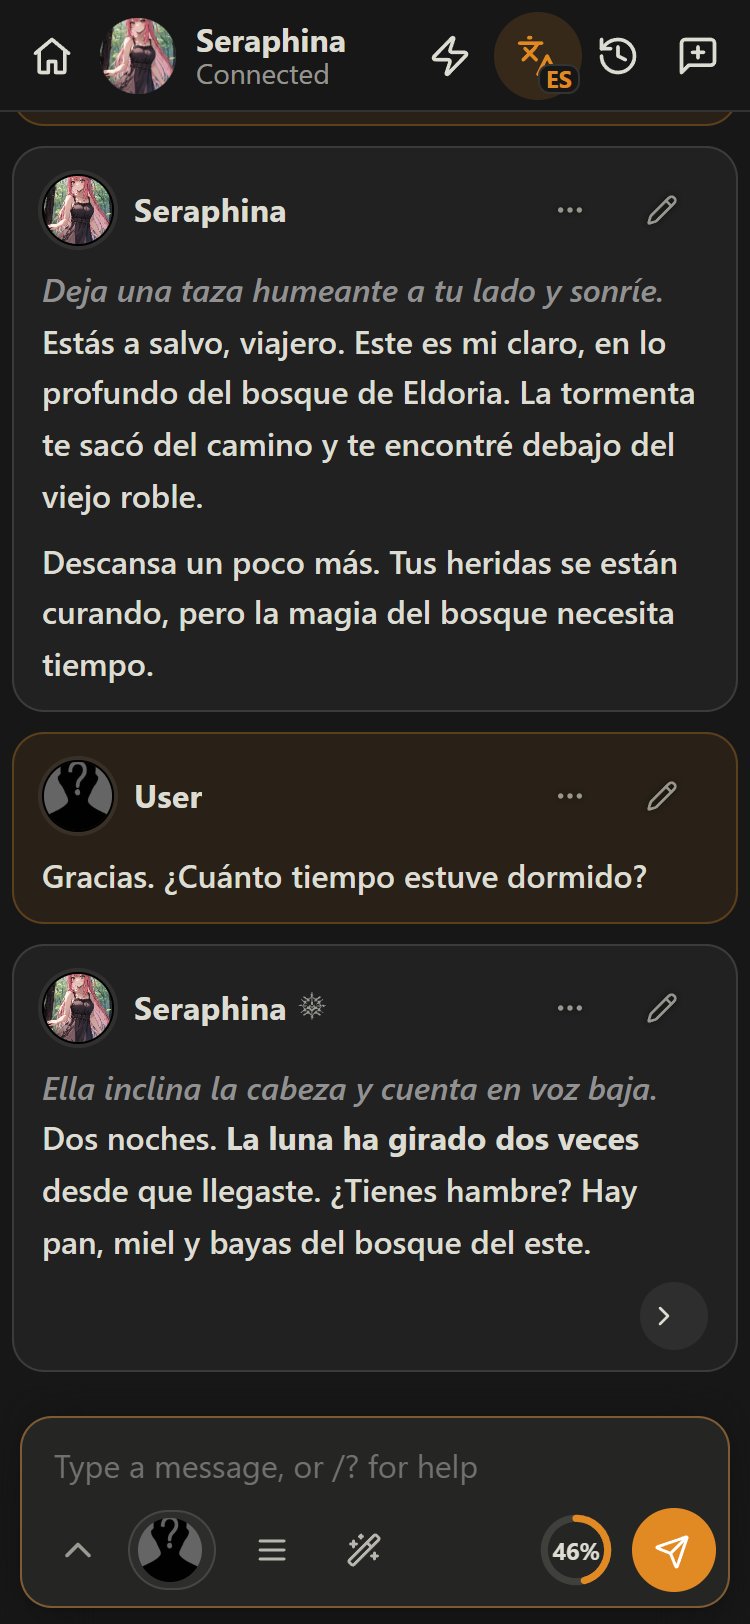 Seraphina
Connected
ES
Seraphina
Deja una taza humeante a tu lado y sonríe.
Estás a salvo, viajero. Este es mi claro, en lo
profundo del bosque de Eldoria. La tormenta
te sacó del camino y te encontré debajo del
viejo roble.
Descansa un poco más. Tus heridas se están
curando, pero la magia del bosque necesita
tiempo.
User
Gracias. ¿Cuánto tiempo estuve dormido?
Seraphina
Ella inclina la cabeza y cuenta en voz baja.
Dos noches. La luna ha girado dos veces
desde que llegaste. ¿Tienes hambre? Hay
pan, miel y bayas del bosque del este.
Type a message, or /? for help
46%